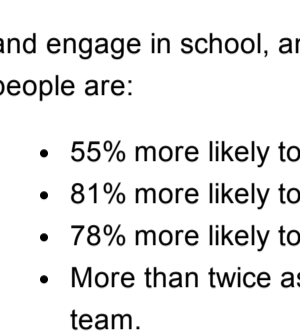 and engage in school, 
people are:
• 55% more likely to
• 81% more likely to
• 78% more likely to
• More than twice as
team.